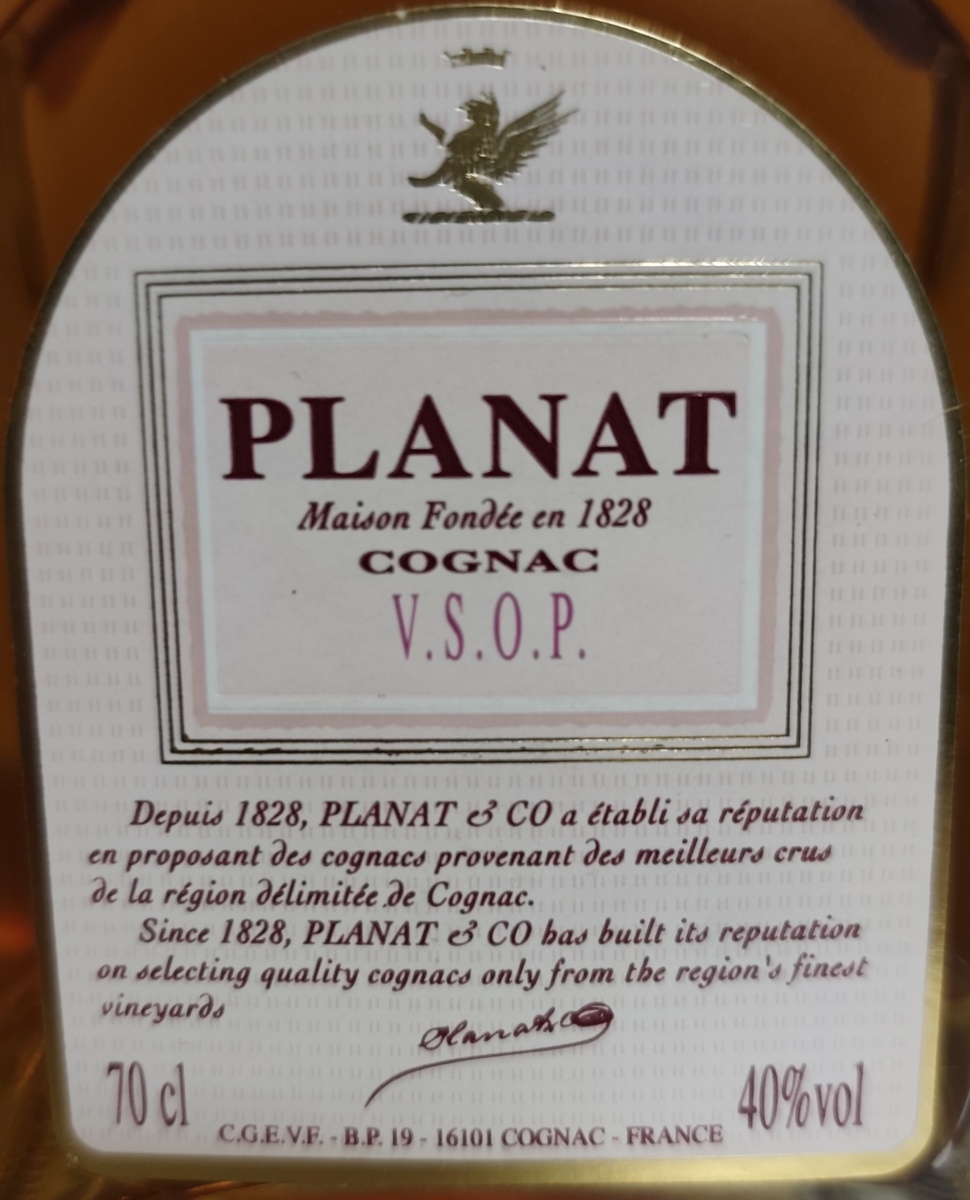 PLANAT
Maison Fondée en 1828
COGNAC
V.S.O.P.
Depuis 1828, PLANAT & CO a établi sa réputation
en proposant des cognacs provenant des meilleurs crus
de la région délimitée de Cognac.
Since 1828, PLANAT & CO has built its reputation
on selecting quality cognacs only from the region's finest
vineyards
Planat & Co
70 cl
40%vol
C.G.E.V.F. - B.P. 19 - 16101 COGNAC - FRANCE